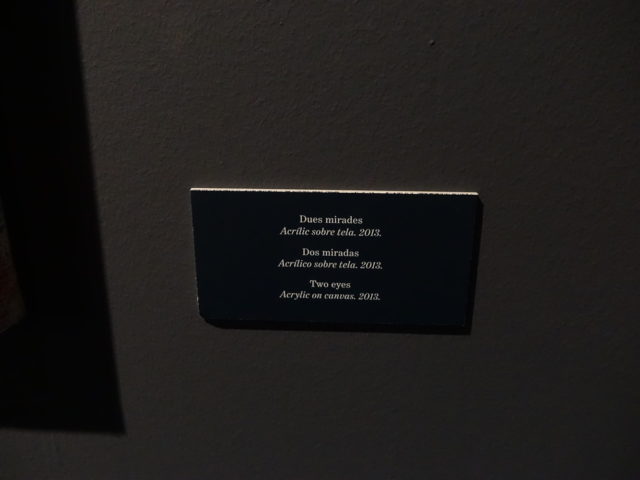 Dues mirades
Acrílic sobre tela. 2013.
Dos miradas
Acrílico sobre tela. 2013.
Two eyes
Acrylic on canvas. 2013.